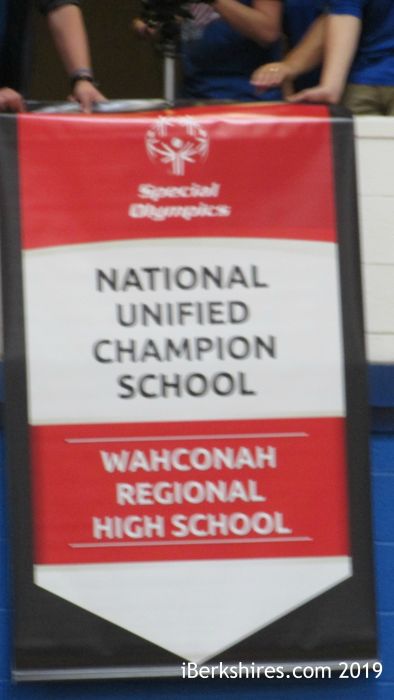 Special
Olympics
NATIONAL
UNIFIED
CHAMPION
SCHOOL
WAHCONAH
REGIONAL
HIGH SCHOOL
iBerkshires.com 2019